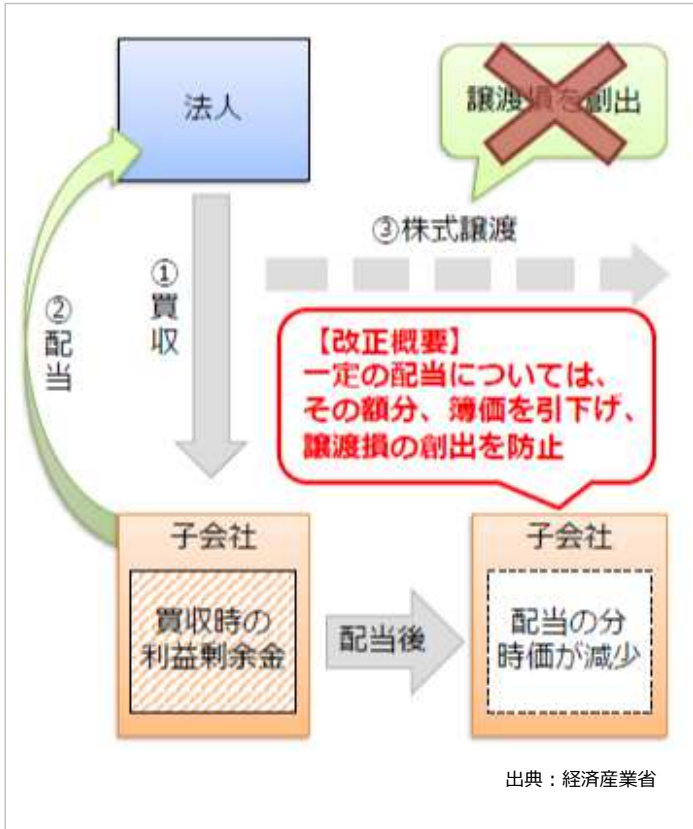 法人
譲渡損を創出
③株式譲渡
①買収
②配当
【改正概要】
一定の配当については、
その額分、簿価を引下げ、
譲渡損の創出を防止
子会社
買収時の
利益剰余金
配当後
子会社
配当の分
時価が減少
出典：経済産業省